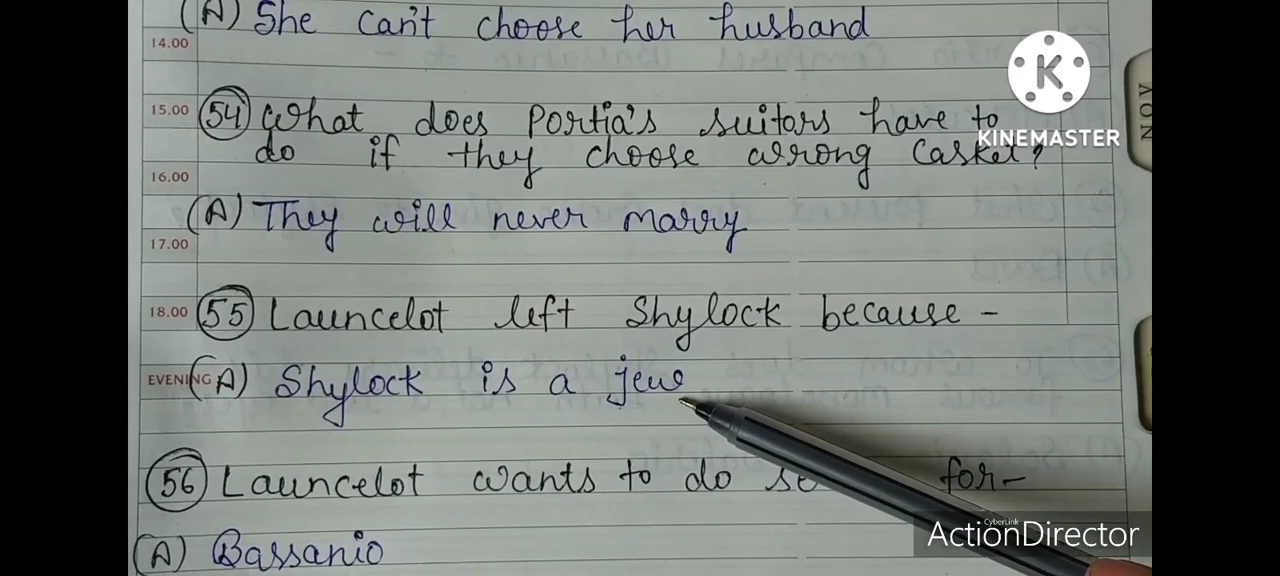 (A) She can't choose her husband
14.00
15.00 (54) What does Portia's suitors have to
do if they choose wrong casket?
16.00
(A) They will never marry
17.00
18.00 (55) Launcelot left Shylock because -
EVENING (A) Shylock is a jew
(56) Launcelot wants to do for-
(A) Bassanio
NOV
K
KINEMASTER
CyberLink
ActionDirector